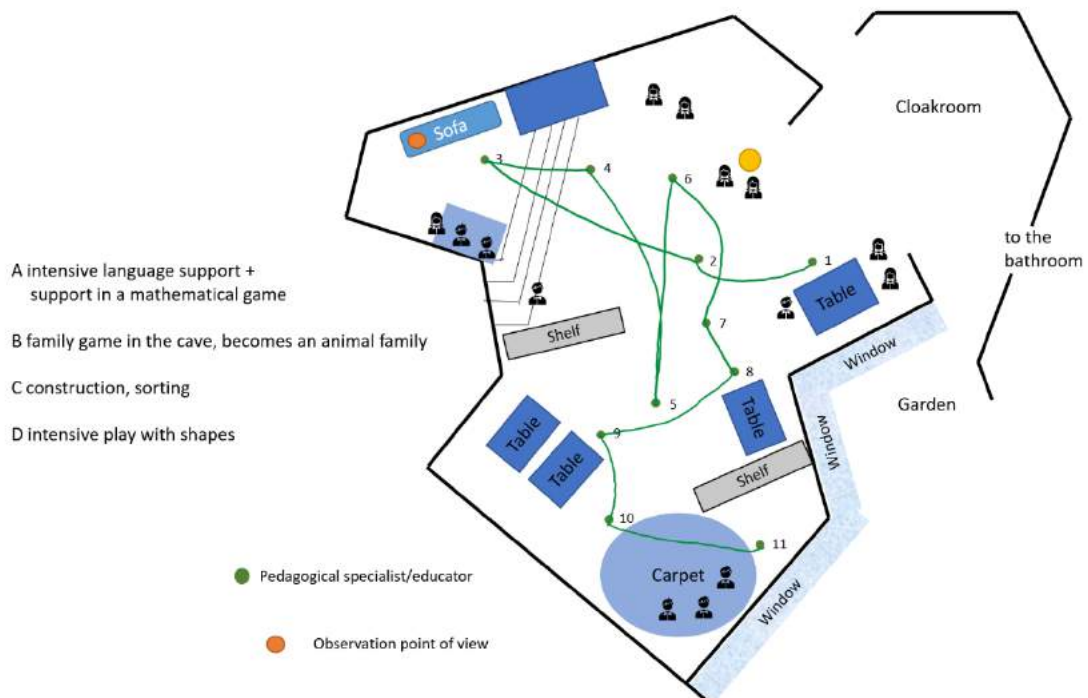 Cloakroom
Sofa
3
4
6
to the
bathroom
A intensive language support +
support in a mathematical game
2
1
Table
B family game in the cave, becomes an animal family
Shelf
7
Window
C construction, sorting
8
Garden
5
D intensive play with shapes
9
Table
Table
Table
Window
Shelf
10
11
Pedagogical specialist/educator
Carpet
Window
Observation point of view